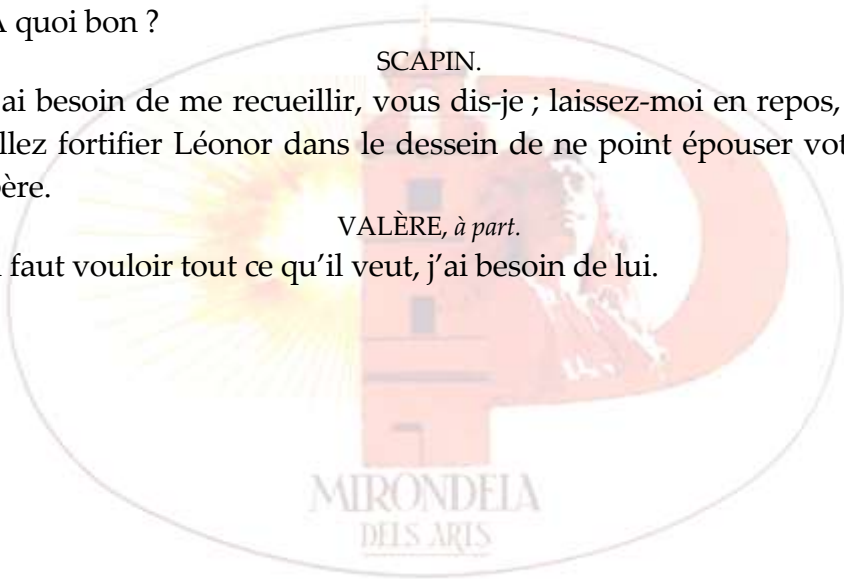 À quoi bon ?
SCAPIN.
ai besoin de me recueillir, vous dis-je ; laissez-moi en repos,
llez fortifier Léonor dans le dessein de ne point épouser vot
père.
VALÈRE, à part.
l faut vouloir tout ce qu’il veut, j’ai besoin de lui.
MIRONDELA
DELS ARTS